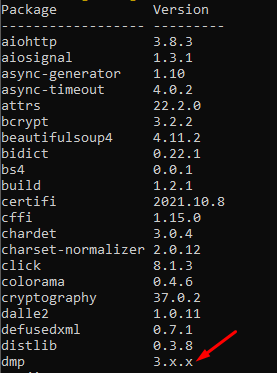 Package Version
------------------ -----------
aiohttp 3.8.3
aiosignal 1.3.1
async-generator 1.10
async-timeout 4.0.2
attrs 22.2.0
bcrypt 3.2.2
beautifulsoup4 4.11.2
bidict 0.22.1
bs4 0.0.1
build 1.2.1
certifi 2021.10.8
cffi 1.15.0
chardet 3.0.4
charset-normalizer 2.0.12
click 8.1.3
colorama 0.4.6
cryptography 37.0.2
dalle2 1.0.11
defusedxml 0.7.1
distlib 0.3.8
dmp 3.x.x